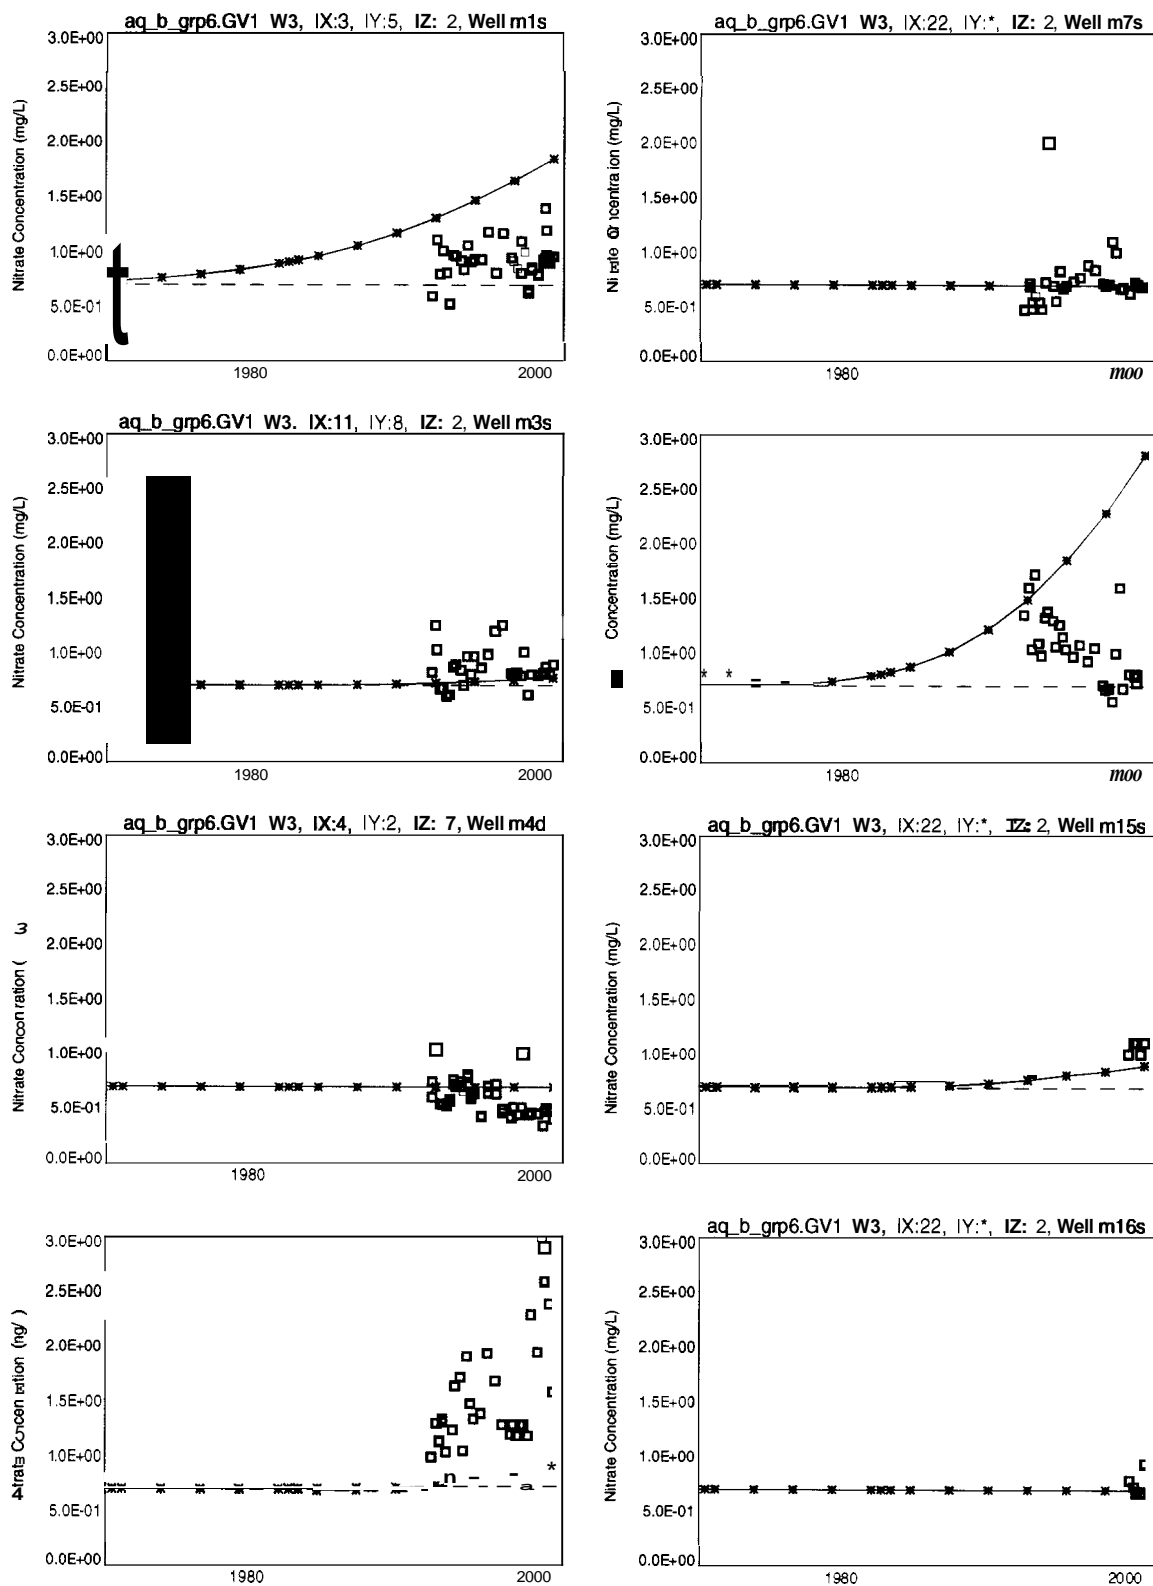 aq_b_grp6.GV1 W3, IX:3, IY:5, IZ: 2, Well m1s
3.0E+00
2.5E+00
2.0E+00
1.5E+00
1.0E+00
0.0E+00
Nitrate Concentration (mg/L)
1980
2000
aq_b_grp6.GV1 W3, IX:22, IY:*, IZ: 2, Well m7s
3.0E+00
2.5E+00
2.0E+00
1.5e+00
1.0E+00
5.0E-01
0.0E+00
(mg/L)
1980
moo
aq_b_grp6.GV1 W3. IX:11, IY:8, IZ: 2, Well m3s
3.0E+00
2.5E+00
2.0E+00
1.5E+00
1.0E+00
5.0E-01
0.0E+00
Nitrate Concentration (mg/L)
1980
2000
3.0E+00
2.5E+00
2.0E+00
1.5E+00
1.0E+00
5.0E-01
0.0E+00
Concentration (mg/L)
1980
moo
aq_b_grp6.GV1 W3, IX:4, IY:2, IZ: 7, Well m4d
3.0E+00
2.5E+00
2.0E+00
1.5E+00
1.0E+00
5.0E-01
0.0E+00
Nitrate
1980
2000
aq_b_grp6.GV1 W3, IX:22, IY:*, IZ: 2, Well m15s
3.0E+00
2.5E+00
2.0E+00
1.5E+00
1.0E+00
5.0E-01
0.0E+00
Nitrate Concentration (mg/L)
1980
2000
3.0E+00
2.5E+00
2.0E+00
1.5E+00
1.0E+00
5.0E-01
0.0E+00
1980
2000
aq_b_grp6.GV1 W3, IX:22, IY:*, IZ: 2, Well m16s
3.0E+00
2.5E+00
2.0E+00
1.5E+00
1.0E+00
5.0E-01
0.0E+00
Nitrate Concentration (mg/L)
1980
2000